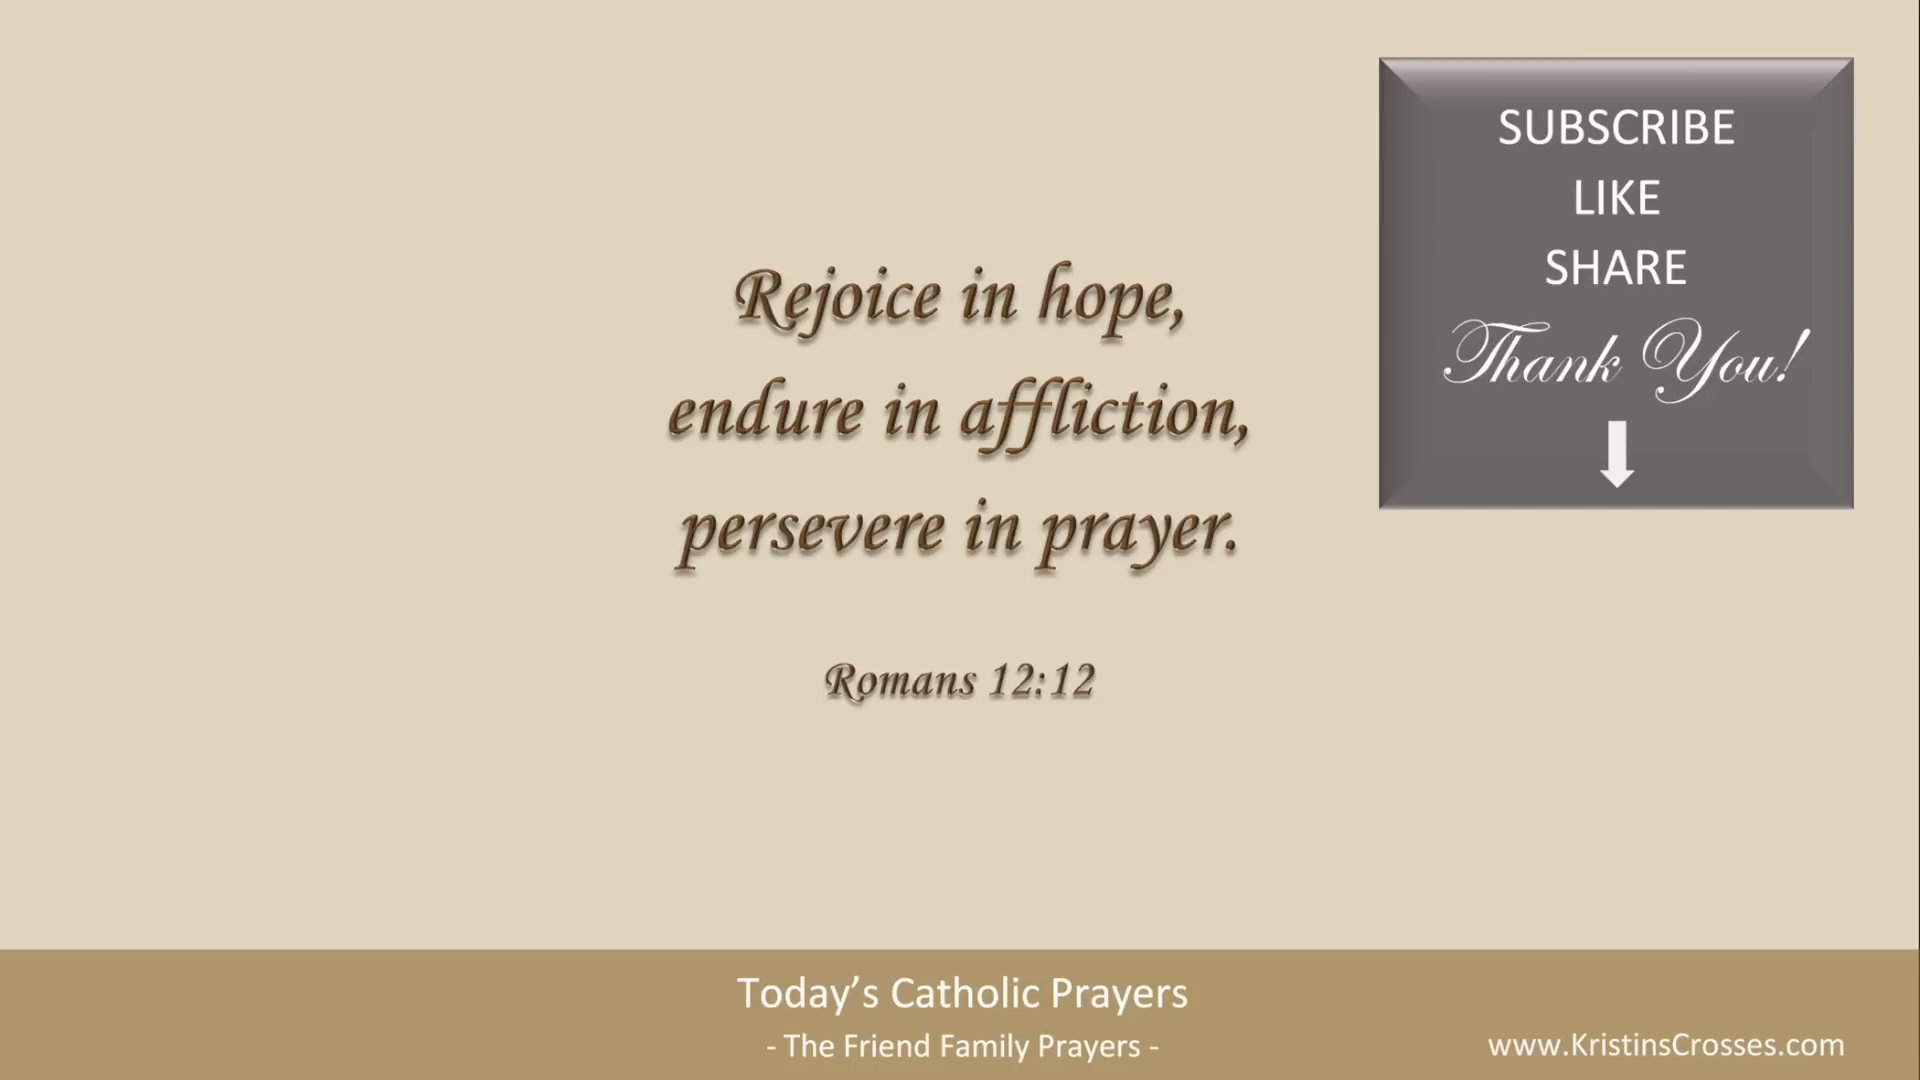 Rejoice in hope,
endure in affliction,
persevere in prayer.
Romans 12:12
SUBSCRIBE
LIKE
SHARE
Thank You!
Today’s Catholic Prayers
- The Friend Family Prayers -
www.KristinsCrosses.com